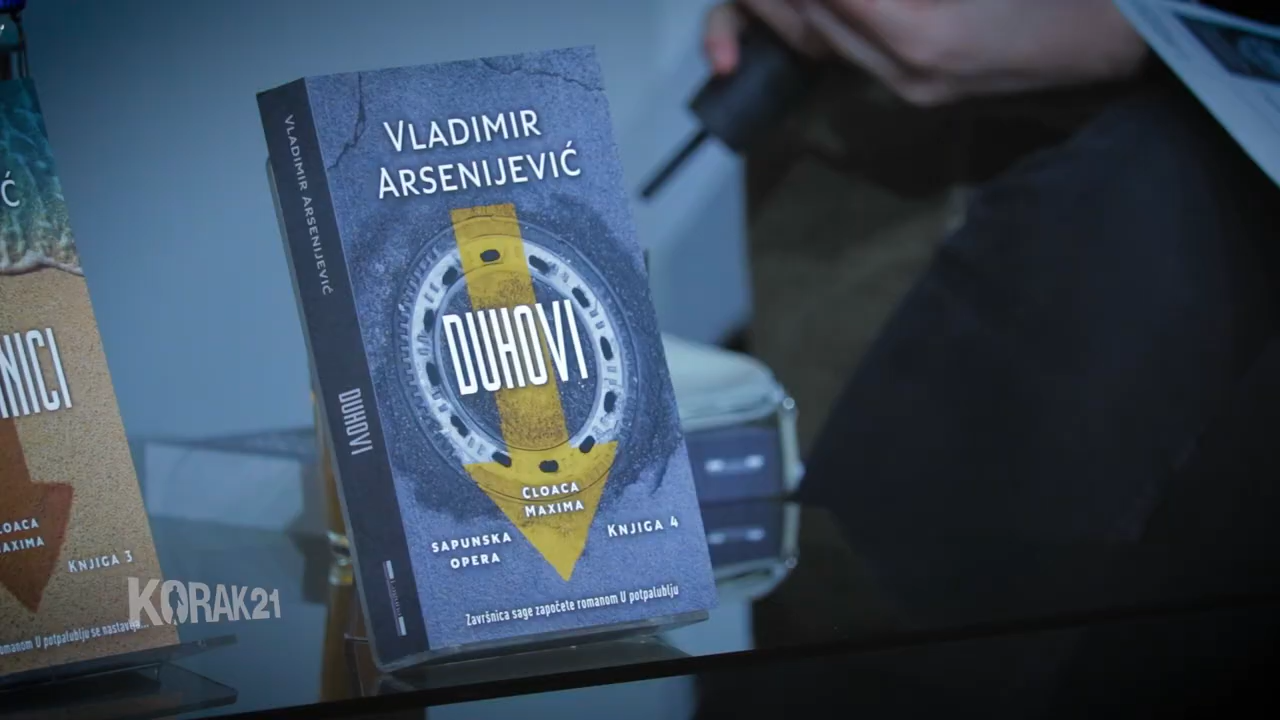 VLADIMIR
ARSENIJEVIĆ
DUHOVI
CLOACA
MAXIMA
SAPUNSKA
OPERA
KNJIGA 4
Završnica sage započete romanom U potpalublju
VLADIMIR ARSENIJEVIĆ
DUHOVI
Laguna
Ć
NICI
CLOACA
MAXIMA
KNJIGA 3
romanom U potpalublju se nastavlja...
KORAK21